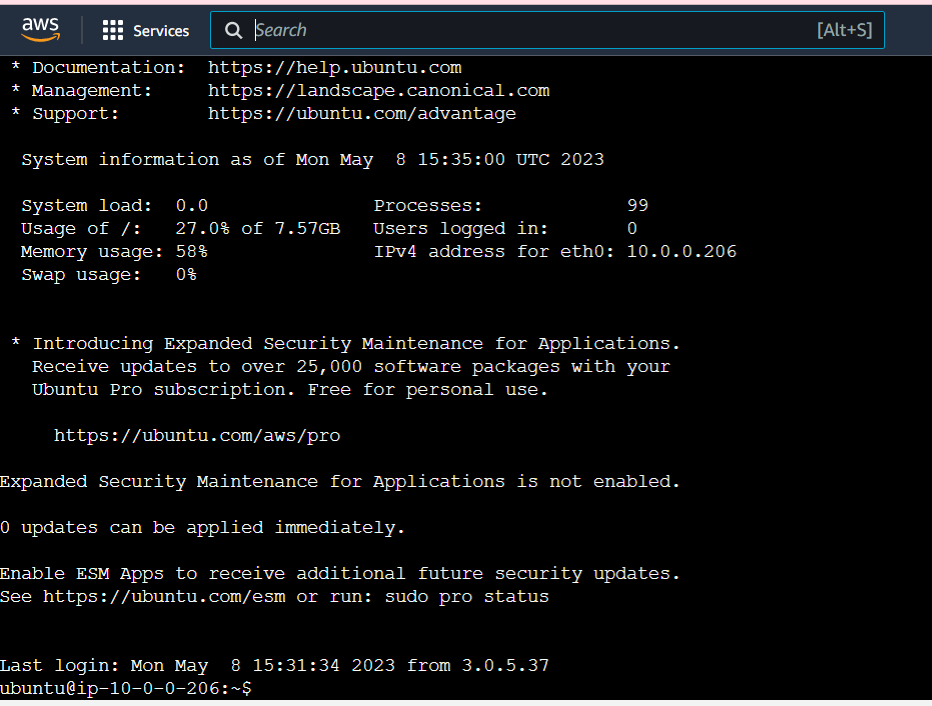 aws Services Search [Alt+S]
* Documentation: https://help.ubuntu.com
* Management: https://landscape.canonical.com
* Support: https://ubuntu.com/advantage
System information as of Mon May 8 15:35:00 UTC 2023
System load: 0.0 Processes: 99
Usage of /: 27.0% of 7.57GB Users logged in: 0
Memory usage: 58% IPv4 address for eth0: 10.0.0.206
Swap usage: 0%
* Introducing Expanded Security Maintenance for Applications.
Receive updates to over 25,000 software packages with your
Ubuntu Pro subscription. Free for personal use.
https://ubuntu.com/aws/pro
Expanded Security Maintenance for Applications is not enabled.
0 updates can be applied immediately.
Enable ESM Apps to receive additional future security updates.
See https://ubuntu.com/esm or run: sudo pro status
Last login: Mon May 8 15:31:34 2023 from 3.0.5.37
ubuntu@ip-10-0-0-206:~$